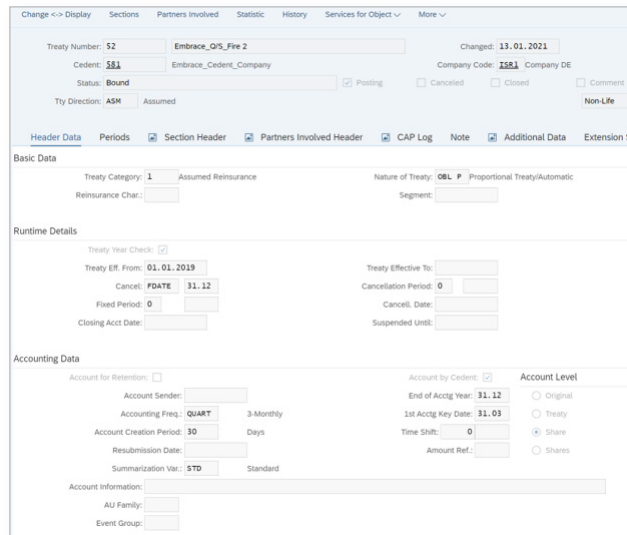 Change <-> Display Sections Partners Involved Statistic History Services for Object More
Treaty Number: 52 Embrace_Q/S_Fire 2 Changed: 13.01.2021
Cedent: 581 Embrace_Cedent_Company Company Code: ISR1 Company DE
Status: Bound Posting Canceled Closed Comment
Tty Direction: ASM Assumed Non-Life
Header Data Periods Section Header Partners Involved Header CAP Log Note Additional Data Extension S
Basic Data
Treaty Category: 1 Assumed Reinsurance Nature of Treaty: OBL P Proportional Treaty/Automatic
Reinsurance Char.: Segment:
Runtime Details
Treaty Year Check:
Treaty Eff. From: 01.01.2019 Treaty Effective To:
Cancel: FDATE 31.12 Cancellation Period: 0
Fixed Period: 0 Cancell. Date:
Closing Acct Date: Suspended Until:
Accounting Data
Account for Retention: Account by Cedent: Account Level
Account Sender: End of Acctg Year: 31.12 Original
Accounting Freq.: QUART 3-Monthly 1st Acctg Key Date: 31.03 Treaty
Account Creation Period: 30 Days Time Shift: 0 Share
Resubmission Date: Amount Ref.: Shares
Summarization Var.: STD Standard
Account Information:
AU Family:
Event Group: